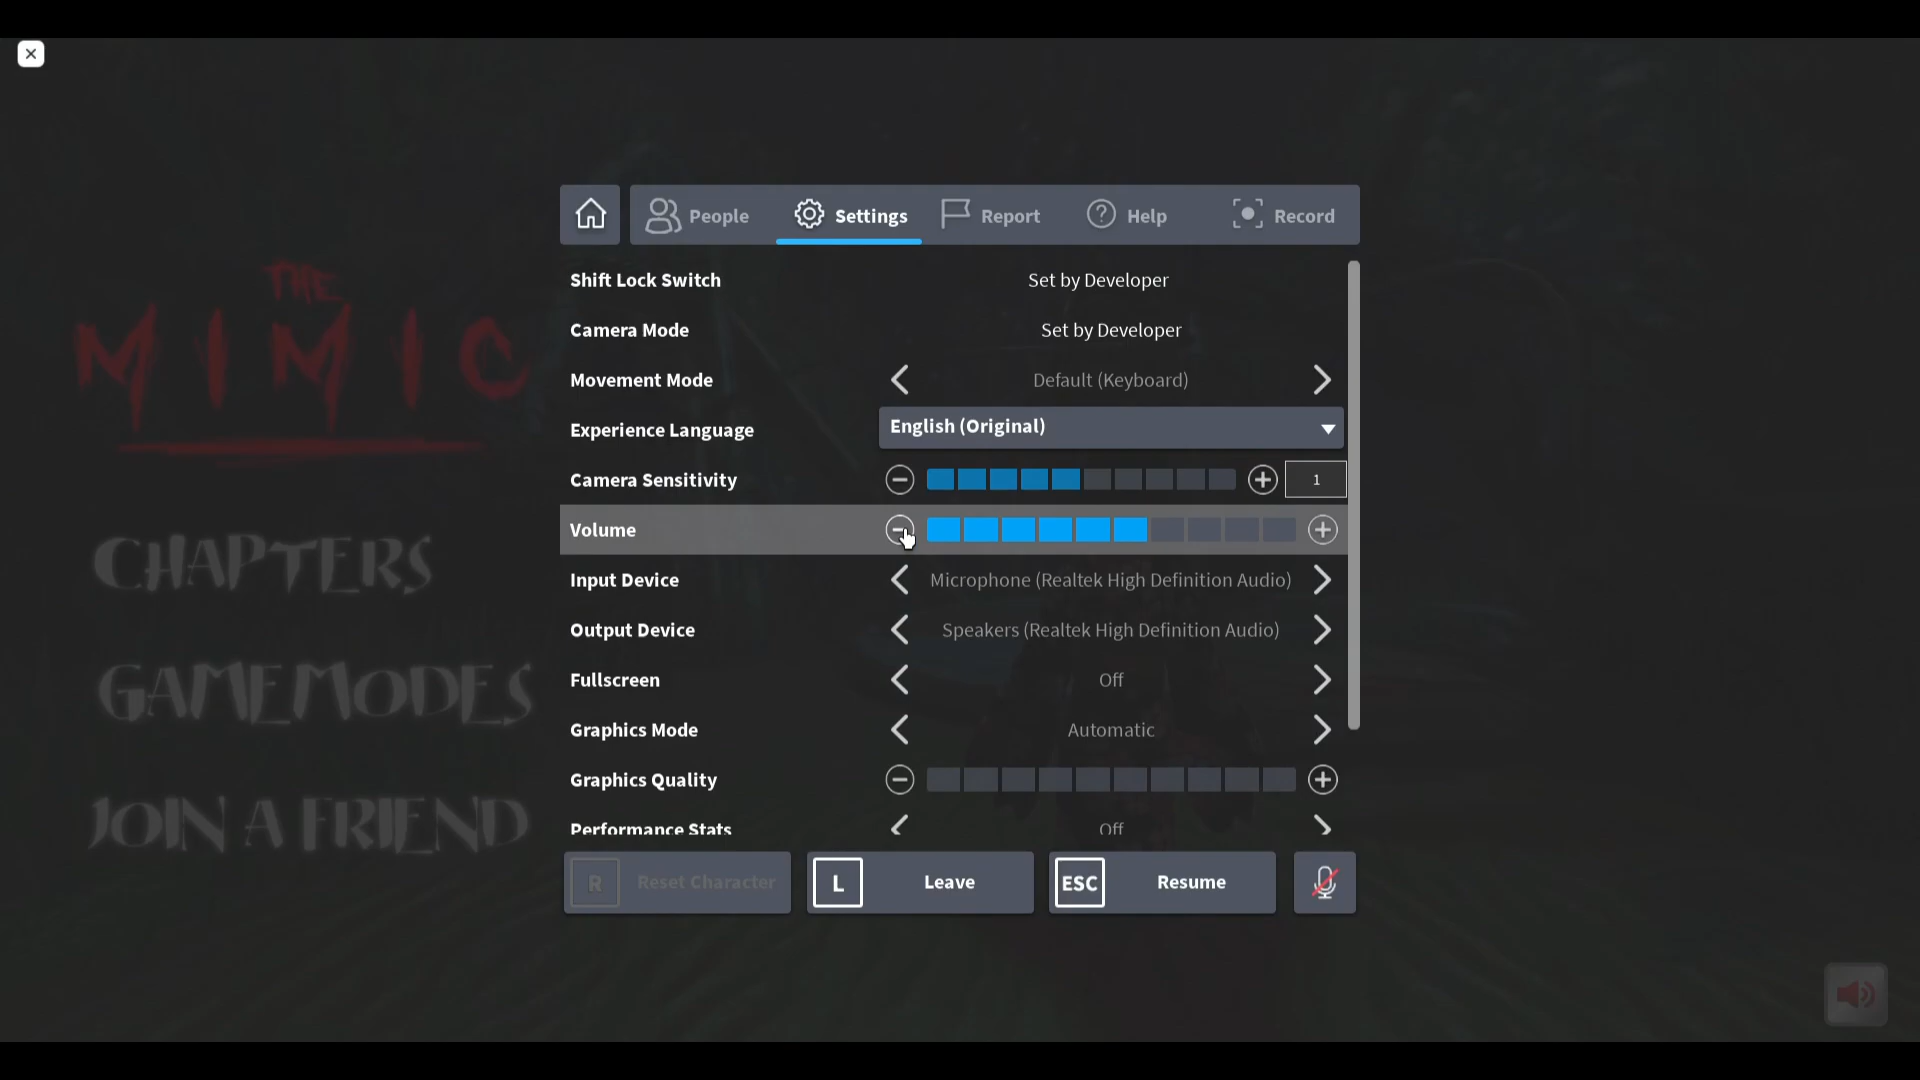 People
Settings
Report
Help
Record
Shift Lock Switch
Set by Developer
Camera Mode
Set by Developer
Movement Mode
Default (Keyboard)
Experience Language
English (Original)
Camera Sensitivity
1
Volume
Input Device
Microphone (Realtek High Definition Audio)
Output Device
Speakers (Realtek High Definition Audio)
Fullscreen
Off
Graphics Mode
Automatic
Graphics Quality
Performance Stats
Off
R Reset Character
L Leave
ESC Resume
THE
MIMIC
CHAPTERS
GAMEMODES
JOIN A FRIEND